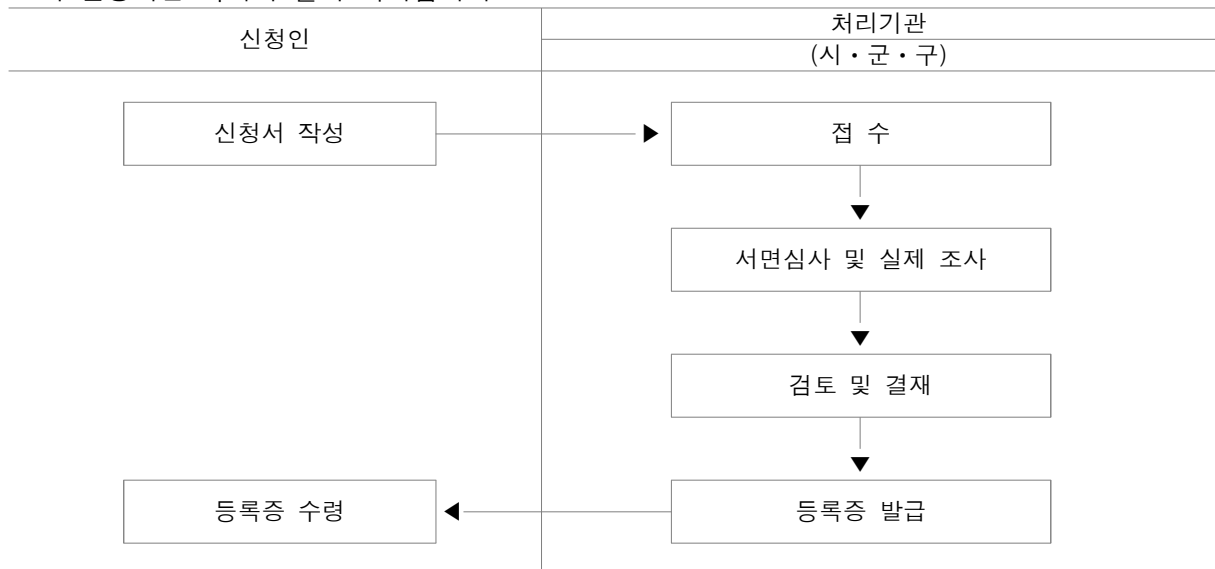 신청인
처리기관
(시・군・구)
신청서 작성
접 수
서면심사 및 실제 조사
검토 및 결재
등록증 수령
등록증 발급